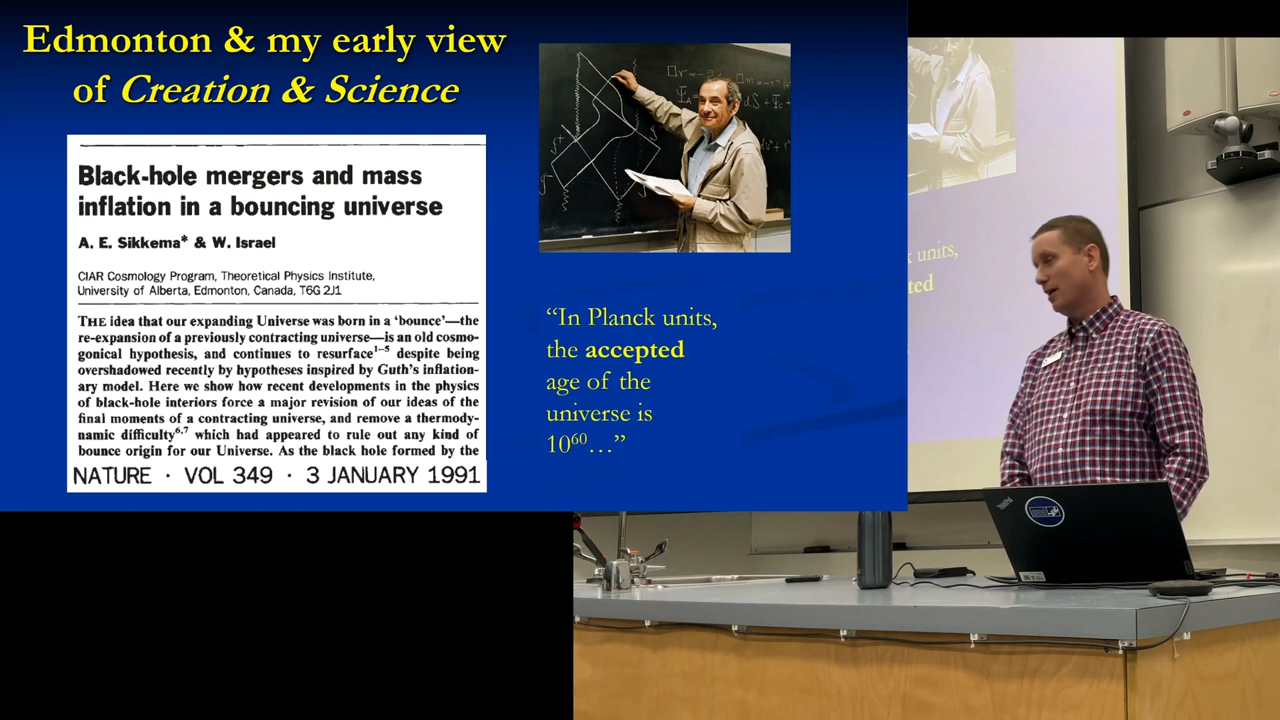 Edmonton & my early view
of Creation & Science
Black-hole mergers and mass
inflation in a bouncing universe
A. E. Sikkema* & W. Israel
CIAR Cosmology Program, Theoretical Physics Institute,
University of Alberta, Edmonton, Canada, T6G 2J1
THE idea that our expanding Universe was born in a ‘bounce’—the
re-expansion of a previously contracting universe—is an old cosmo-
gonical hypothesis, and continues to resurface1–5 despite being
overshadowed recently by hypotheses inspired by Guth's inflation-
ary model. Here we show how recent developments in the physics
of black-hole interiors force a major revision of our ideas of the
final moments of a contracting universe, and remove a thermody-
namic difficulty6,7 which had appeared to rule out any kind of
bounce origin for our Universe. As the black hole formed by the
NATURE · VOL 349 · 3 JANUARY 1991
“In Planck units,
the accepted
age of the
universe is
10^60…”
units,
ted
ThinkPad